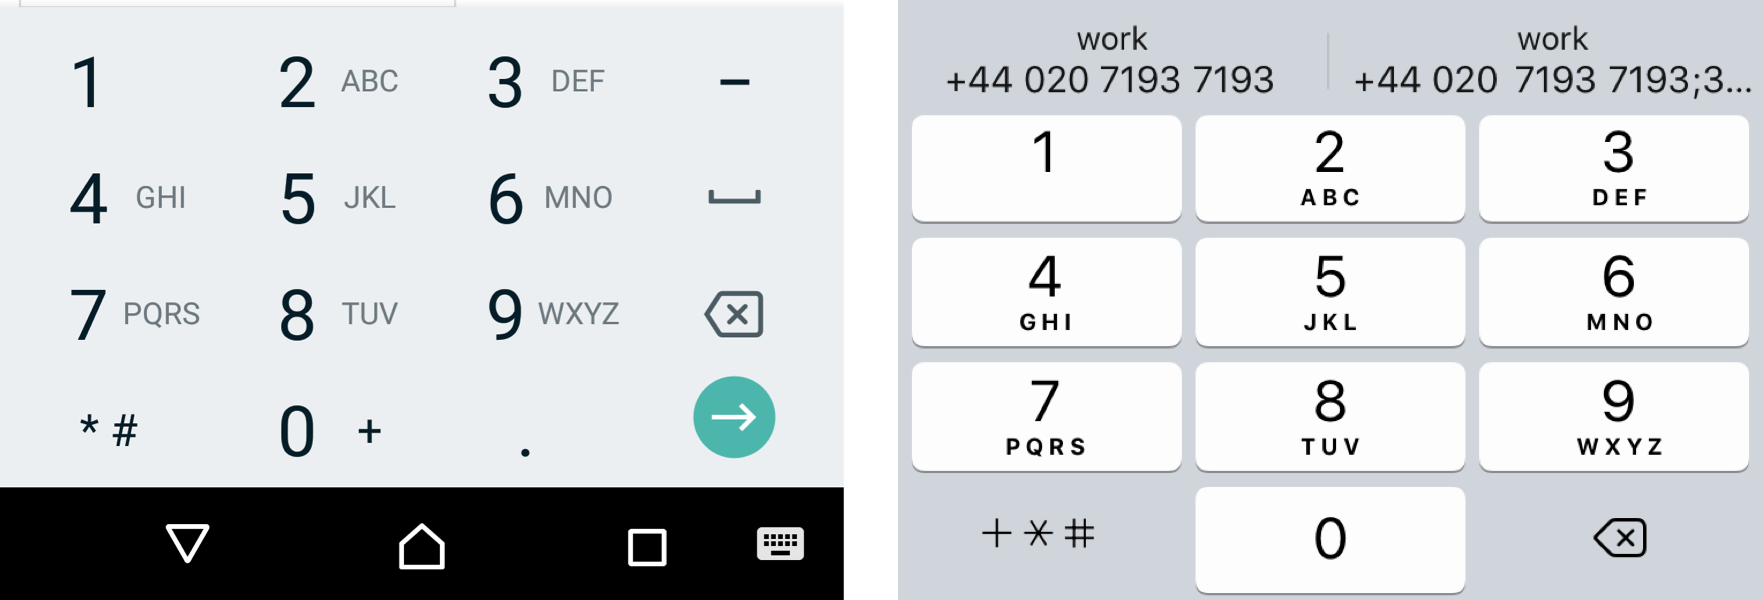 1 2 ABC 3 DEF -
4 GHI 5 JKL 6 MNO
7 PQRS 8 TUV 9 WXYZ
* # 0 + .
work
+44 020 7193 7193
work
+44 020 7193 7193;3...
1 2 3
ABC DEF
4 5 6
GHI JKL MNO
7 8 9
PQRS TUV WXYZ
+*# 0